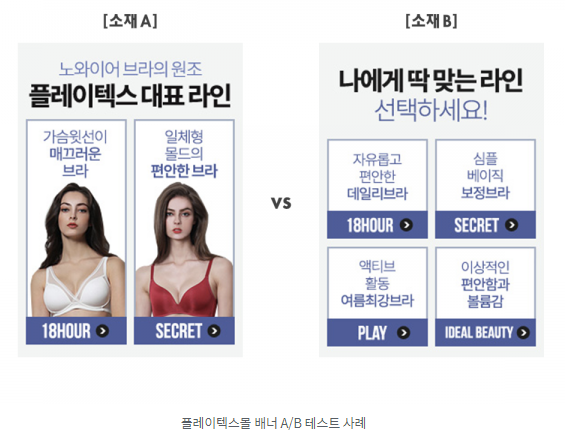 [소재 A]
노와이어 브라의 원조
플레이텍스 대표 라인
가슴윗선이
매끄러운
브라
18HOUR
일체형
몰드의
편안한 브라
SECRET
vs
[소재 B]
나에게 딱 맞는 라인
선택하세요!
자유롭고
편안한
데일리브라
18HOUR
심플
베이직
보정브라
SECRET
액티브
활동
여름최강브라
PLAY
이상적인
편안함과
볼륨감
IDEAL BEAUTY
플레이텍스몰 배너 A/B 테스트 사례